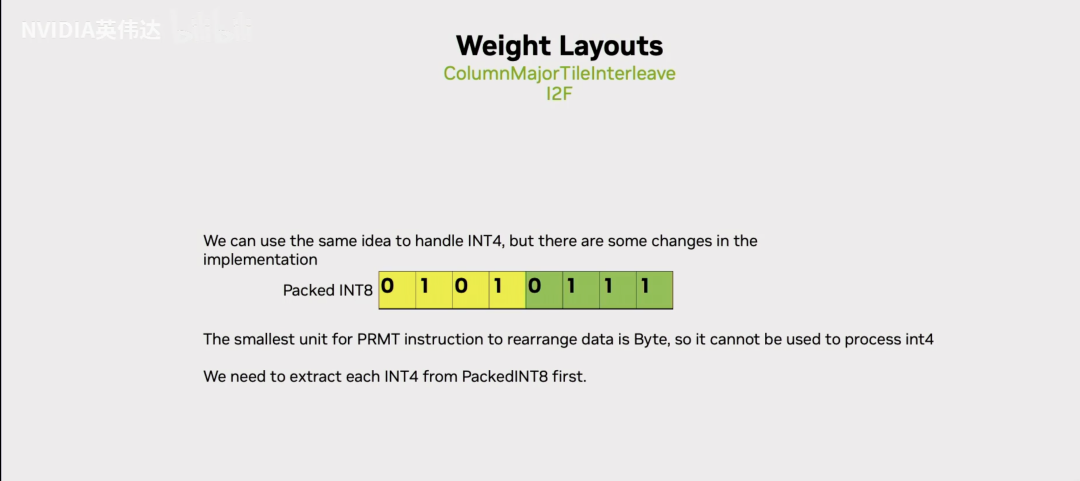 NVIDIA英伟达 bilibili
Weight Layouts
ColumnMajorTileInterleave
I2F
We can use the same idea to handle INT4, but there are some changes in the
implementation
Packed INT8 0 1 0 1 0 1 1 1
The smallest unit for PRMT instruction to rearrange data is Byte, so it cannot be used to process int4
We need to extract each INT4 from PackedINT8 first.